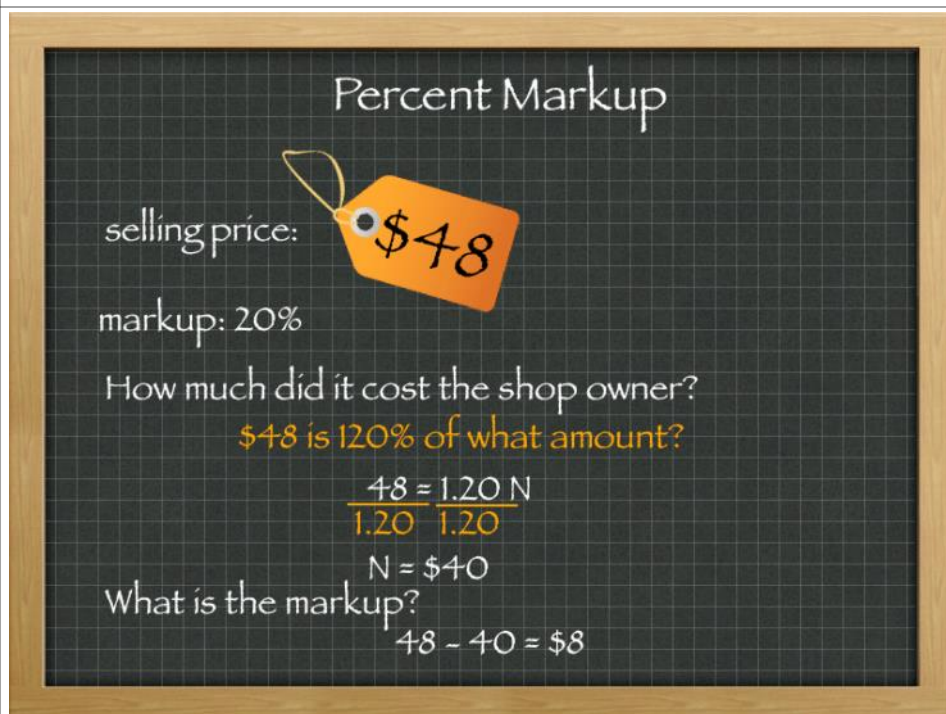 Percent Markup
$48
selling price:
markup: 20%
How much did it cost the shop owner?
$48 is 120% of what amount?
48 = 1.20 N
1.20 1.20
N = $40
What is the markup?
48 - 40 = $8